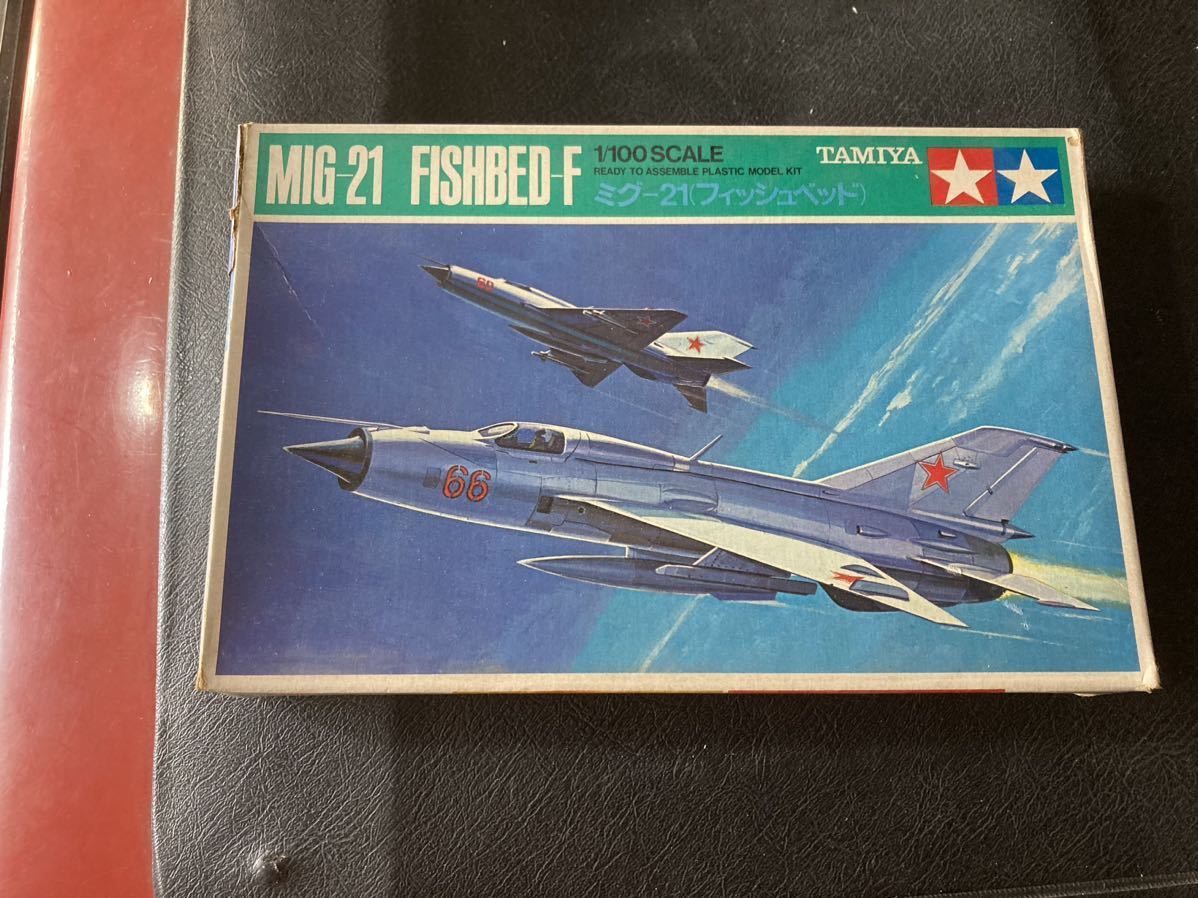 MIG-21 FISHBED-F
1/100 SCALE
READY TO ASSEMBLE PLASTIC MODEL KIT
ミグ-21(フィッシュベッド)
TAMIYA
66